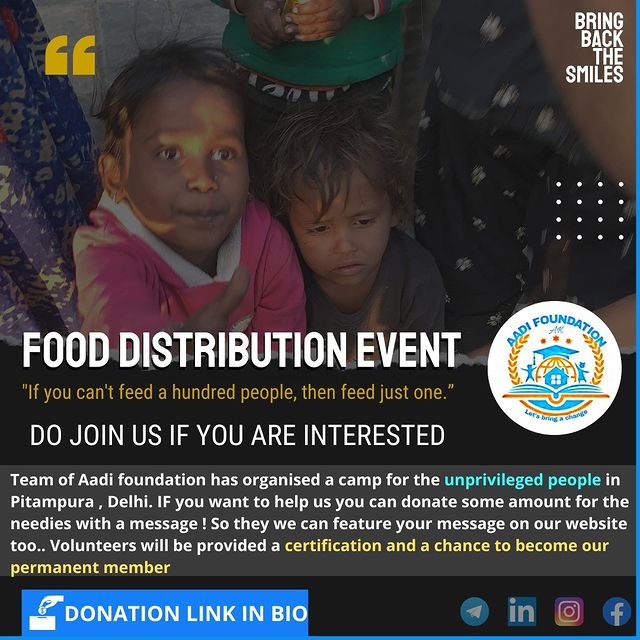 BRING
BACK
THE
SMILES
FOOD DISTRIBUTION EVENT
"If you can't feed a hundred people, then feed just one.”
DO JOIN US IF YOU ARE INTERESTED
AADI FOUNDATION
Let's bring a change
Team of Aadi foundation has organised a camp for the unprivileged people in
Pitampura , Delhi. IF you want to help us you can donate some amount for the
needies with a message ! So they we can feature your message on our website
too.. Volunteers will be provided a certification and a chance to become our
permanent member
DONATION LINK IN BIO